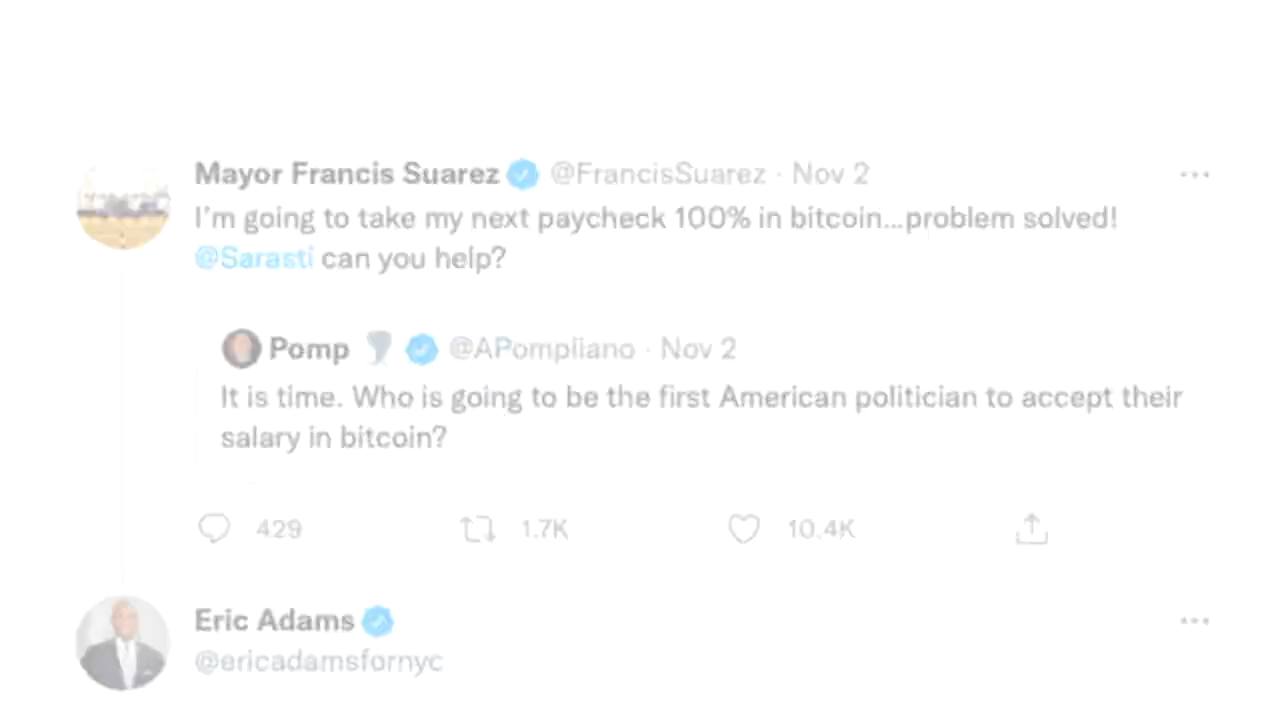 Mayor Francis Suarez @FrancisSuarez · Nov 2
I'm going to take my next paycheck 100% in bitcoin...problem solved!
@Sarasti can you help?
Pomp @APompliano · Nov 2
It is time. Who is going to be the first American politician to accept their
salary in bitcoin?
429 1.7K 10.4K
Eric Adams
@ericadamsfornyc